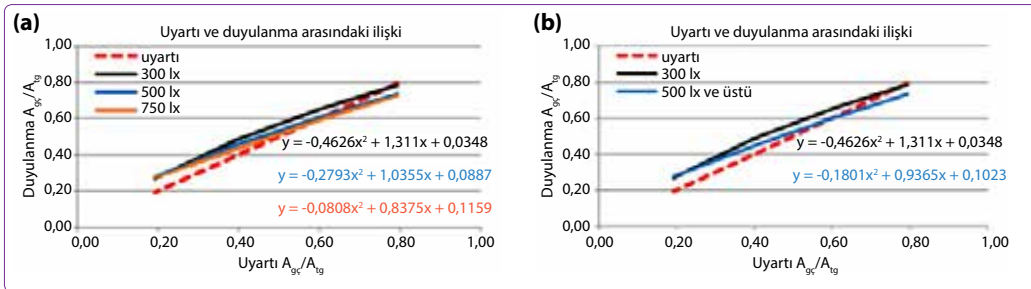 (a)
Uyartı ve duyulanma arasındaki ilişki
1,00
0,80
0,60
0,40
0,20
0,00
Duyulanma Agç/Atg
uyartı
300 lx
500 lx
750 lx
y = -0,4626x² + 1,311x + 0,0348
y = -0,2793x² + 1,0355x + 0,0887
y = -0,0808x² + 0,8375x + 0,1159
0,00 0,20 0,40 0,60 0,80 1,00
Uyartı Agç/Atg
(b)
Uyartı ve duyulanma arasındaki ilişki
1,00
0,80
0,60
0,40
0,20
0,00
Duyulanma Agç/Atg
uyartı
300 lx
500 lx ve üstü
y = -0,4626x² + 1,311x + 0,0348
y = -0,1801x² + 0,9365x + 0,1023
0,00 0,20 0,40 0,60 0,80 1,00
Uyartı Agç/Atg